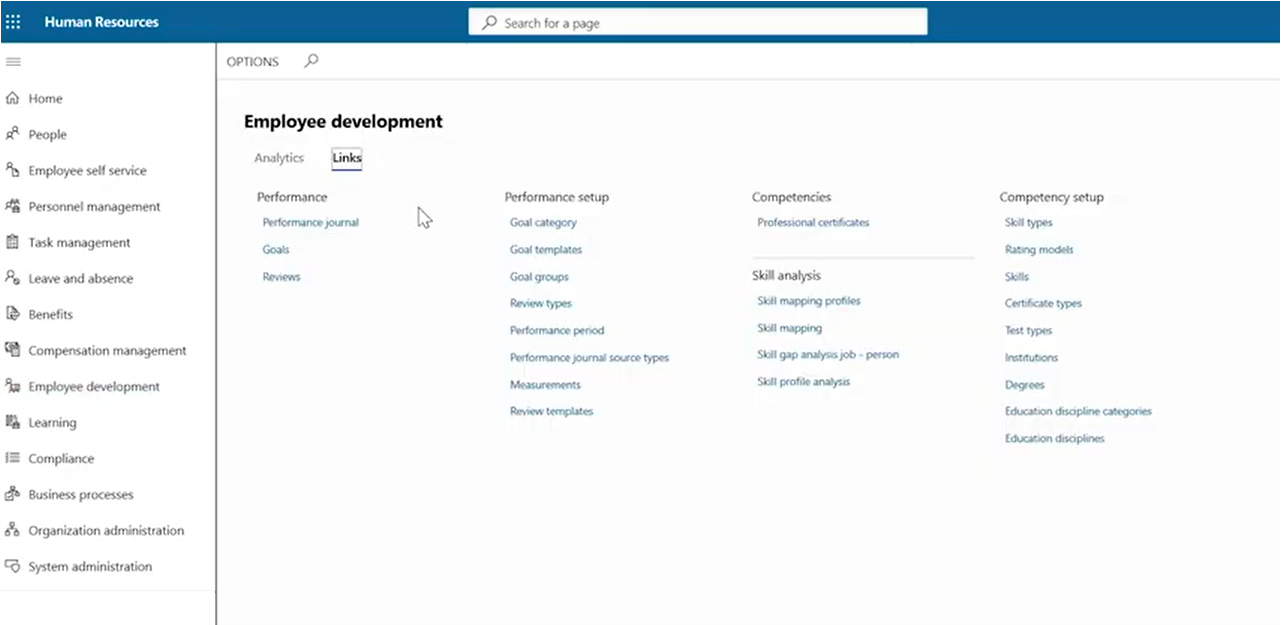 Human Resources
Search for a page
OPTIONS
Home
People
Employee self service
Personnel management
Task management
Leave and absence
Benefits
Compensation management
Employee development
Learning
Compliance
Business processes
Organization administration
System administration
Employee development
Analytics
Links
Performance
Performance journal
Goals
Reviews
Performance setup
Goal category
Goal templates
Goal groups
Review types
Performance period
Performance journal source types
Measurements
Review templates
Competencies
Professional certificates
Skill analysis
Skill mapping profiles
Skill mapping
Skill gap analysis job - person
Skill profile analysis
Competency setup
Skill types
Rating models
Skills
Certificate types
Test types
Institutions
Degrees
Education discipline categories
Education disciplines